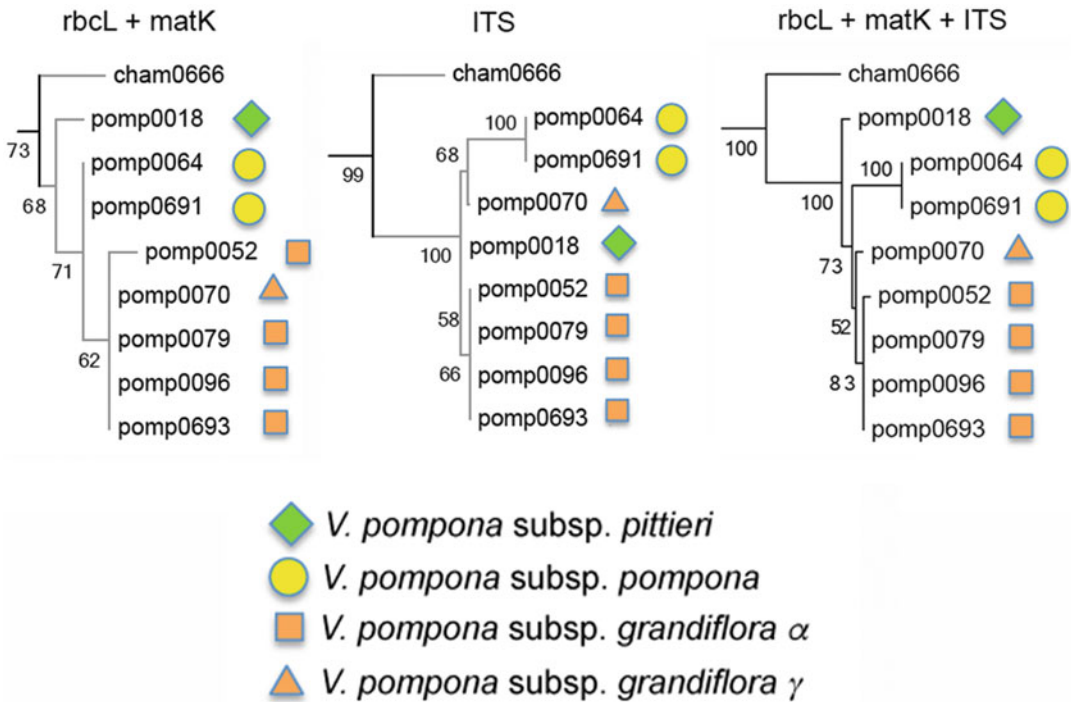 rbcL + matK
cham0666
pomp0018
73
pomp0064
68
pomp0691
pomp0052
71
pomp0070
pomp0079
62
pomp0096
pomp0693
ITS
cham0666
100
pomp0064
68
pomp0691
99
pomp0070
100
pomp0018
pomp0052
58
pomp0079
66
pomp0096
pomp0693
rbcL + matK + ITS
cham0666
pomp0018
100
100
pomp0064
100
pomp0691
73
pomp0070
pomp0052
52
pomp0079
83
pomp0096
pomp0693
V. pompona subsp. pittieri
V. pompona subsp. pompona
V. pompona subsp. grandiflora α
V. pompona subsp. grandiflora γ